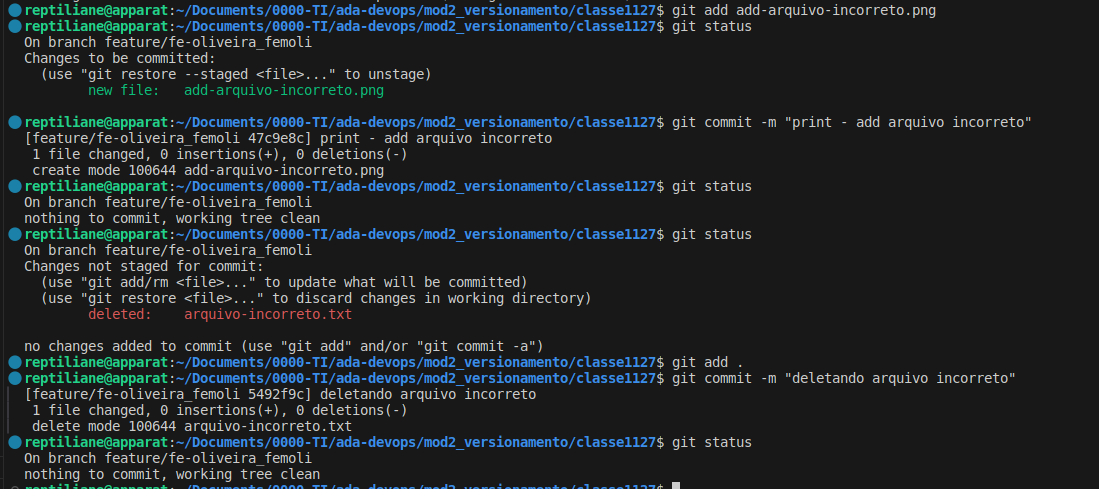 reptiliane@apparat:~/Documents/0000-TI/ada-devops/mod2_versionamento/classe1127$ git add add-arquivo-incorreto.png
reptiliane@apparat:~/Documents/0000-TI/ada-devops/mod2_versionamento/classe1127$ git status
On branch feature/fe-oliveira_femoli
Changes to be committed:
  (use "git restore --staged <file>..." to unstage)
        new file:   add-arquivo-incorreto.png

reptiliane@apparat:~/Documents/0000-TI/ada-devops/mod2_versionamento/classe1127$ git commit -m "print - add arquivo incorreto"
[feature/fe-oliveira_femoli 47c9e8c] print - add arquivo incorreto
 1 file changed, 0 insertions(+), 0 deletions(-)
 create mode 100644 add-arquivo-incorreto.png
reptiliane@apparat:~/Documents/0000-TI/ada-devops/mod2_versionamento/classe1127$ git status
On branch feature/fe-oliveira_femoli
nothing to commit, working tree clean
reptiliane@apparat:~/Documents/0000-TI/ada-devops/mod2_versionamento/classe1127$ git status
On branch feature/fe-oliveira_femoli
Changes not staged for commit:
  (use "git add/rm <file>..." to update what will be committed)
  (use "git restore <file>..." to discard changes in working directory)
        deleted:    arquivo-incorreto.txt

no changes added to commit (use "git add" and/or "git commit -a")
reptiliane@apparat:~/Documents/0000-TI/ada-devops/mod2_versionamento/classe1127$ git add .
reptiliane@apparat:~/Documents/0000-TI/ada-devops/mod2_versionamento/classe1127$ git commit -m "deletando arquivo incorreto"
[feature/fe-oliveira_femoli 5492f9c] deletando arquivo incorreto
 1 file changed, 0 insertions(+), 0 deletions(-)
 delete mode 100644 arquivo-incorreto.txt
reptiliane@apparat:~/Documents/0000-TI/ada-devops/mod2_versionamento/classe1127$ git status
On branch feature/fe-oliveira_femoli
nothing to commit, working tree clean
reptiliane@apparat:~/Documents/0000-TI/ada-devops/mod2_versionamento/classe1127$